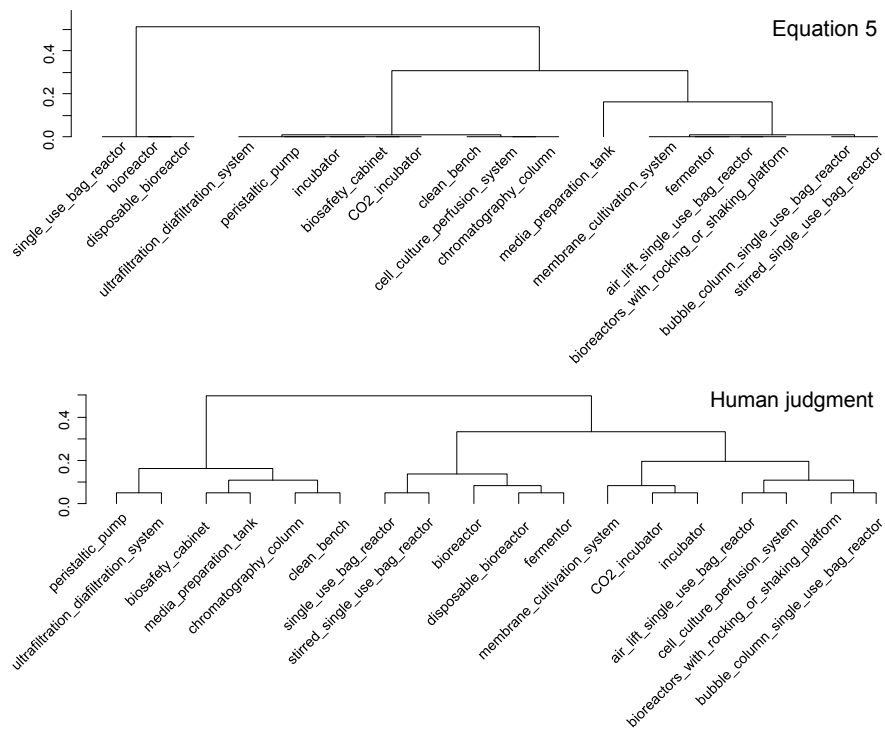 Equation 5
0.4
0.2
0.0
single_use_bag_reactor
bioreactor
disposable_bioreactor
ultrafiltration_diafiltration_system
peristaltic_pump
incubator
biosafety_cabinet
CO2_incubator
clean_bench
cell_culture_perfusion_system
chromatography_column
media_preparation_tank
membrane_cultivation_system
fermentor
air_lift_single_use_bag_reactor
bioreactors_with_rocking_or_shaking_platform
bubble_column_single_use_bag_reactor
stirred_single_use_bag_reactor
Human judgment
0.4
0.2
0.0
peristaltic_pump
ultrafiltration_diafiltration_system
biosafety_cabinet
media_preparation_tank
chromatography_column
clean_bench
single_use_bag_reactor
stirred_single_use_bag_reactor
bioreactor
disposable_bioreactor
fermentor
membrane_cultivation_system
CO2_incubator
incubator
air_lift_single_use_bag_reactor
cell_culture_perfusion_system
bioreactors_with_rocking_or_shaking_platform
bubble_column_single_use_bag_reactor